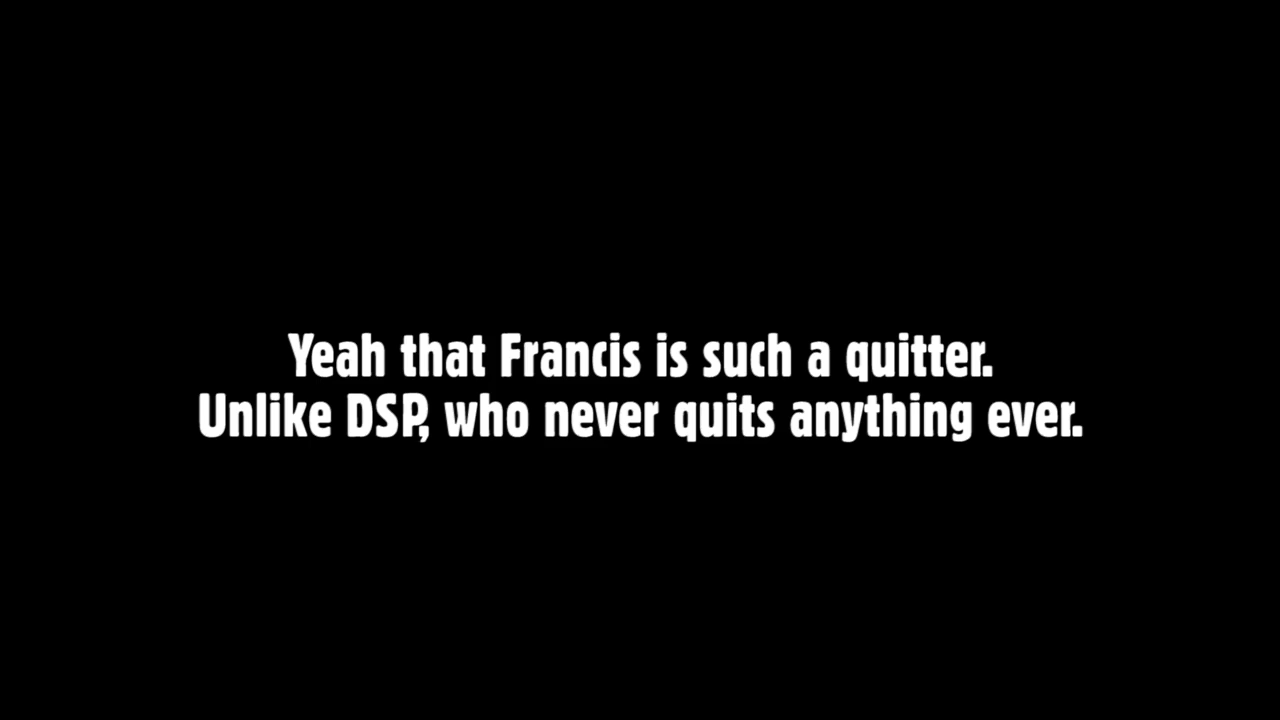 Yeah that Francis is such a quitter.
Unlike DSP, who never quits anything ever.